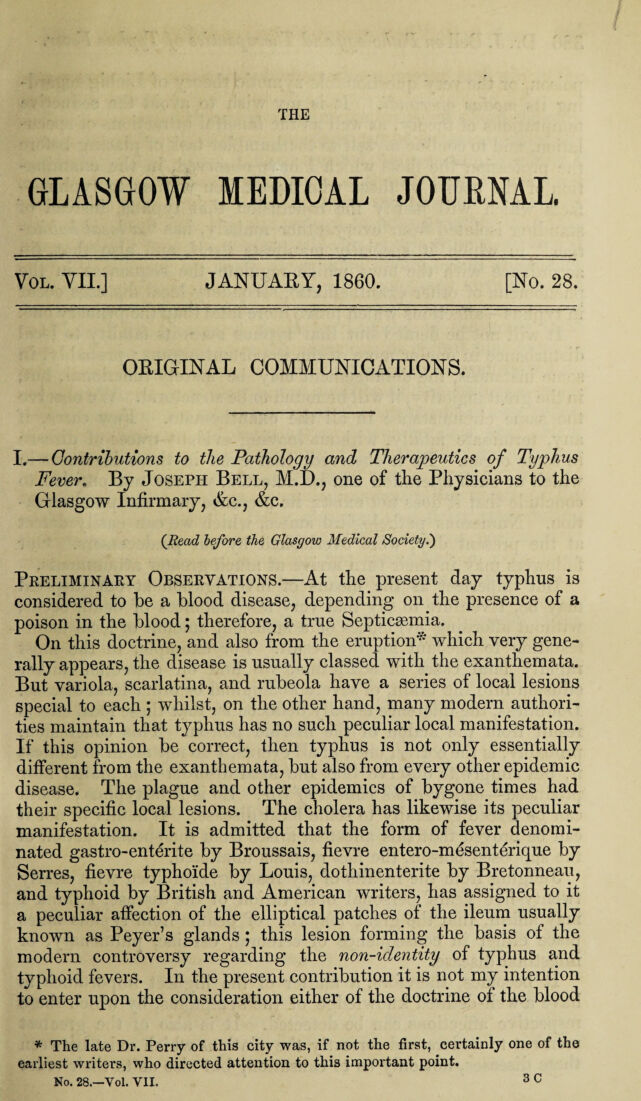 THE
GLASGOW MEDICAL JOURNAL.
VOL. VII.] JANUARY, 1860. [No. 28.
ORIGINAL COMMUNICATIONS.
I.—Contributions to the Pathology and Therapeutics of Typhus
Fever. By JOSEPH BELL, M.D., one of the Physicians to the
Glasgow Infirmary, &c., &c.
(Read before the Glasgow Medical Society.)
PRELIMINARY OBSERVATIONS.—At the present day typhus is
considered to be a blood disease, depending on the presence of a
poison in the blood; therefore, a true Septicæmia.
On this doctrine, and also from the eruption* which very gene-
rally appears, the disease is usually classed with the exanthemata.
But variola, scarlatina, and rubeola have a series of local lesions
special to each; whilst, on the other hand, many modern authori-
ties maintain that typhus has no such peculiar local manifestation.
If this opinion be correct, then typhus is not only essentially
different from the exanthemata, but also from every other epidemic
disease. The plague and other epidemics of bygone times had
their specific local lesions. The cholera has likewise its peculiar
manifestation. It is admitted that the form of fever denomi-
nated gastro-entérite by Broussais, fievre entero-mésentérique by
Serres, fievre typhoïde by Louis, dothinenterite by Bretonneau,
and typhoid by British and American writers, has assigned to it
a peculiar affection of the elliptical patches of the ileum usually
known as Peyer's glands; this lesion forming the basis of the
modern controversy regarding the non-identity of typhus and
typhoid fevers. In the present contribution it is not my intention
to enter upon the consideration either of the doctrine of the blood
* The late Dr. Perry of this city was, if not the first, certainly one of the
earliest writers, who directed attention to this important point.
No. 28.—Vol. VII. 3 C